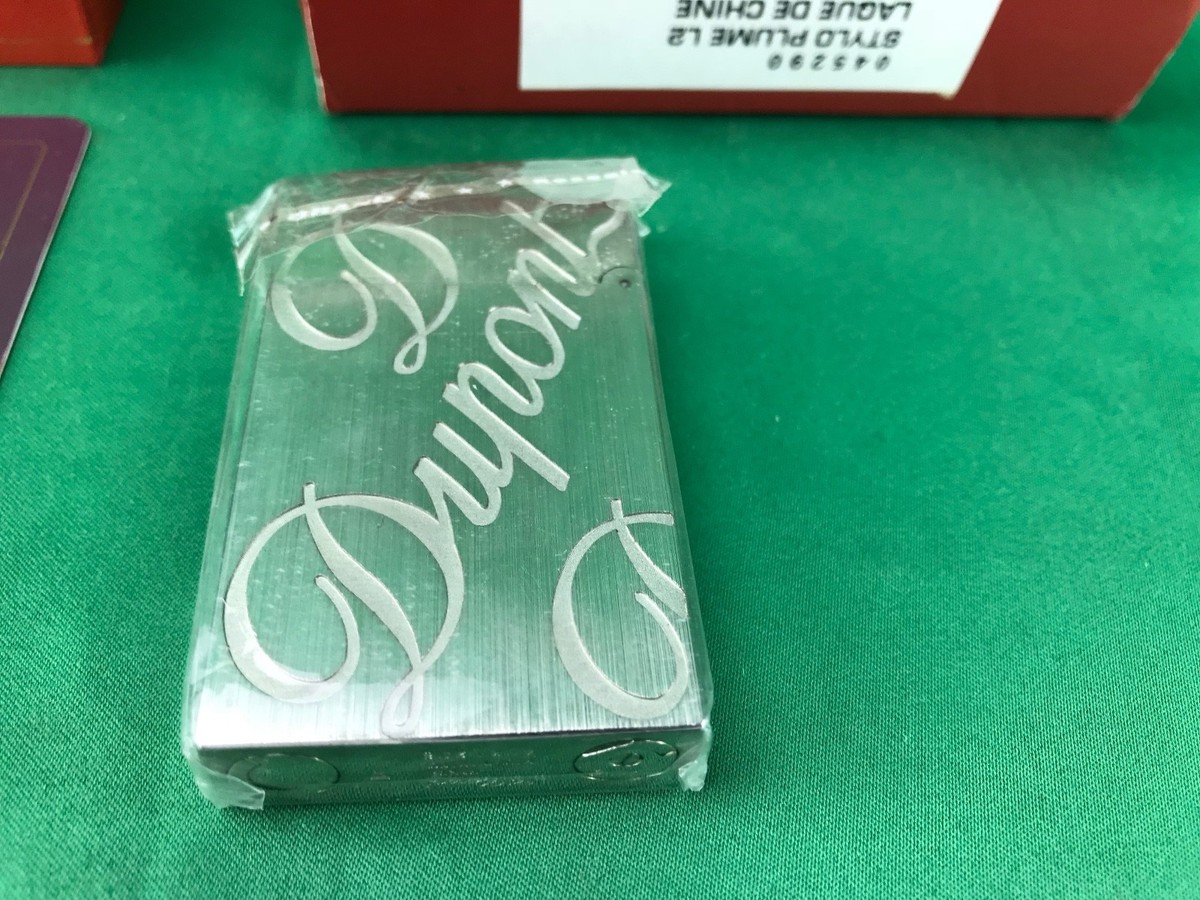 045290
STYLO PLUME L2
LAQUE DE CHINE
D
Dupont
D